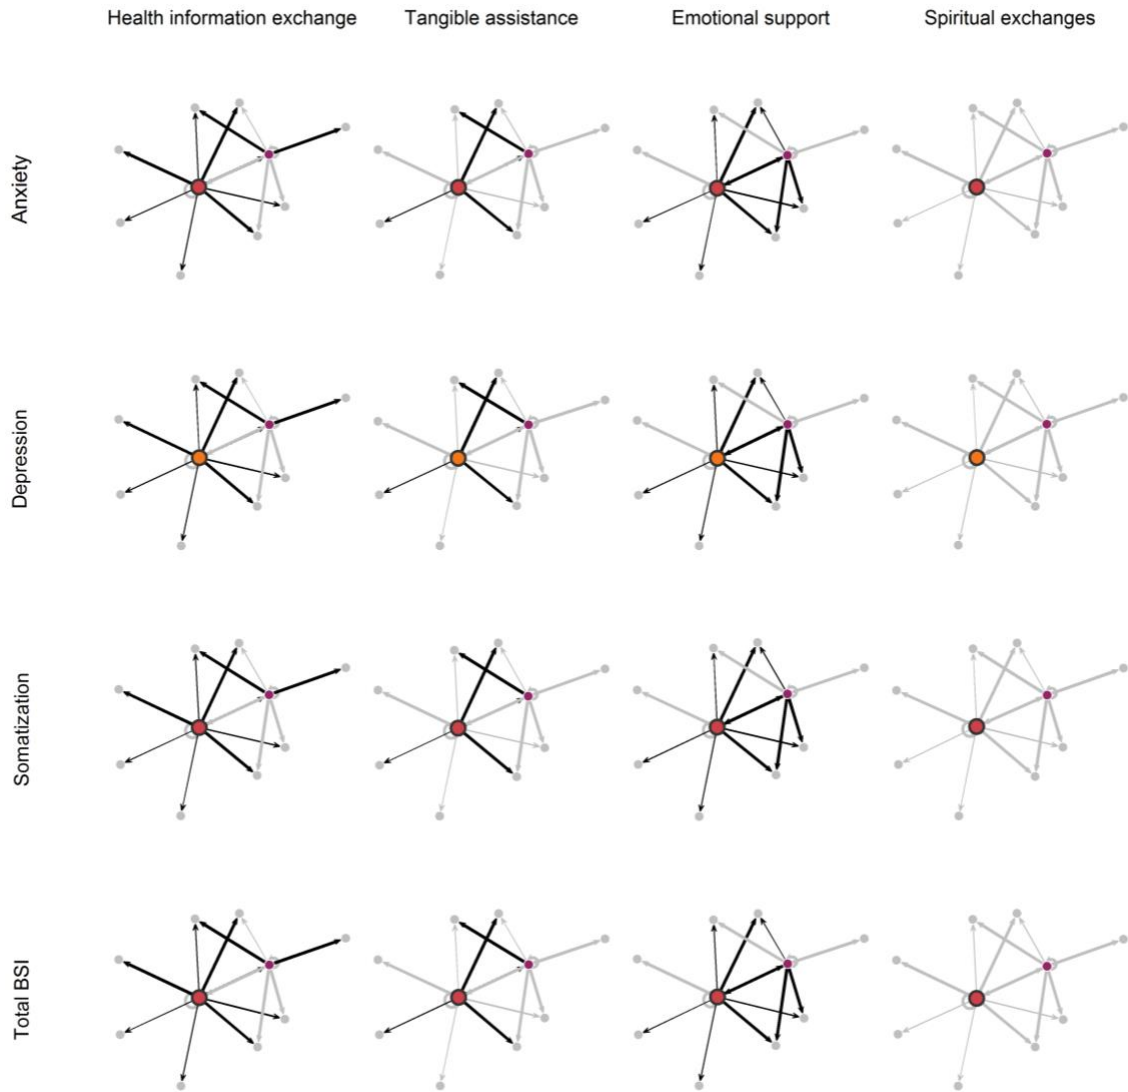 Health information exchange
Tangible assistance
Emotional support
Spiritual exchanges
Anxiety
Depression
Somatization
Total BSI